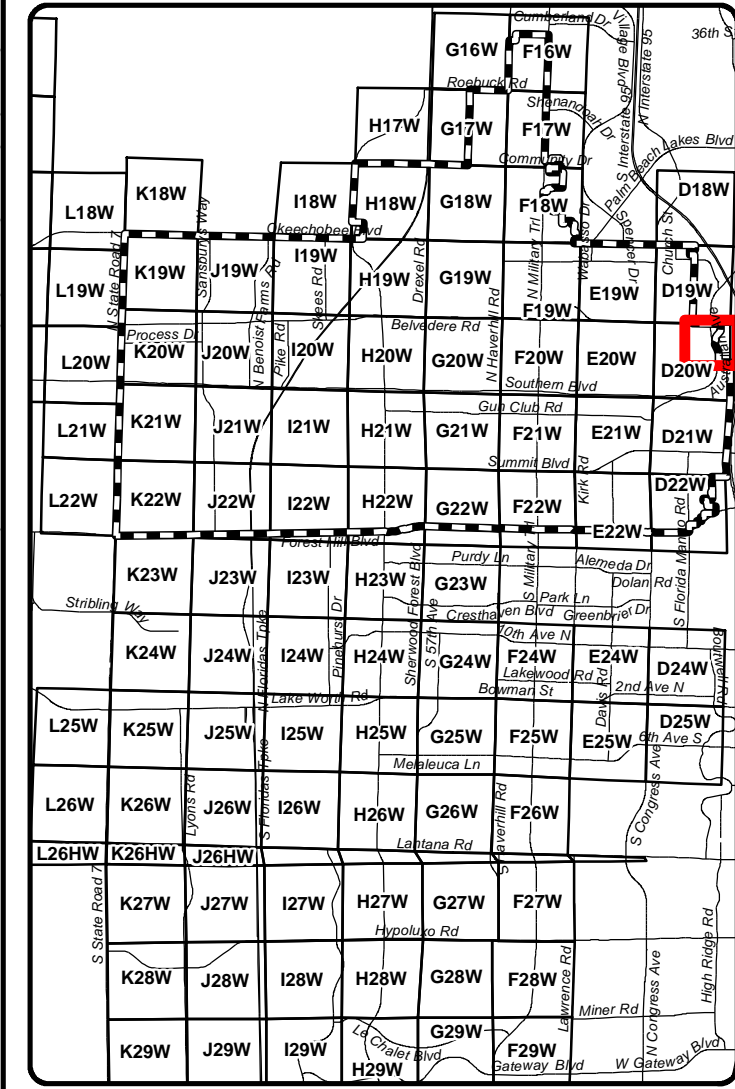 Cumberland Dr
Village Blvd
N Interstate 95
S Interstate 95
36th S
G16W
F16W
Roebuck Rd
H17W
G17W
F17W
Shenandoah Dr
Community Dr
Palm Beach Lakes Blvd
L18W
K18W
I18W
H18W
G18W
F18W
D18W
Sansburys Way
Okeechobee Blvd
N Military Trl
Wabasso Dr
Spencer Dr
Church St
N State Road 7
L19W
K19W
J19W
I19W
H19W
G19W
F19W
E19W
D19W
Skees Rd
Drexel Rd
N Haverhill Rd
N Benoist Farms Rd
Pike Rd
Belvedere Rd
Process Dr
Australian Ave
L20W
K20W
J20W
I20W
H20W
G20W
F20W
E20W
D20W
Southern Blvd
Gun Club Rd
L21W
K21W
J21W
I21W
H21W
G21W
F21W
E21W
D21W
Summit Blvd
Kirk Rd
L22W
K22W
J22W
I22W
H22W
G22W
F22W
E22W
D22W
S Florida Mango Rd
Forest Hill Blvd
S Military Trl
Purdy Ln
Alemeda Dr
Dolan Rd
K23W
J23W
I23W
H23W
G23W
Park Ln
Stribling Way
Pinehurst Dr
Sherwood Forest Blvd
S 57th Ave
Cresthaven Blvd
Greenbrier Dr
10th Ave N
Boutwell Rd
K24W
J24W
I24W
H24W
G24W
F24W
E24W
D24W
N Floridas Tpke
Lakewood Rd
Davis Rd
2nd Ave N
Bowman St
Lake Worth Rd
L25W
K25W
J25W
I25W
H25W
G25W
F25W
E25W
D25W
6th Ave S
Melaleuca Ln
S Floridas Tpke
Lyons Rd
S Haverhill Rd
S Congress Ave
L26W
K26W
J26W
I26W
H26W
G26W
F26W
Lantana Rd
L26HW
K26HW
J26HW
S State Road 7
K27W
J27W
I27W
H27W
G27W
F27W
Hypoluxo Rd
Lawrence Rd
N Congress Ave
High Ridge Rd
K28W
J28W
I28W
H28W
G28W
F28W
Miner Rd
K29W
J29W
I29W
H29W
G29W
F29W
Le Chalet Blvd
Gateway Blvd
W Gateway Blvd